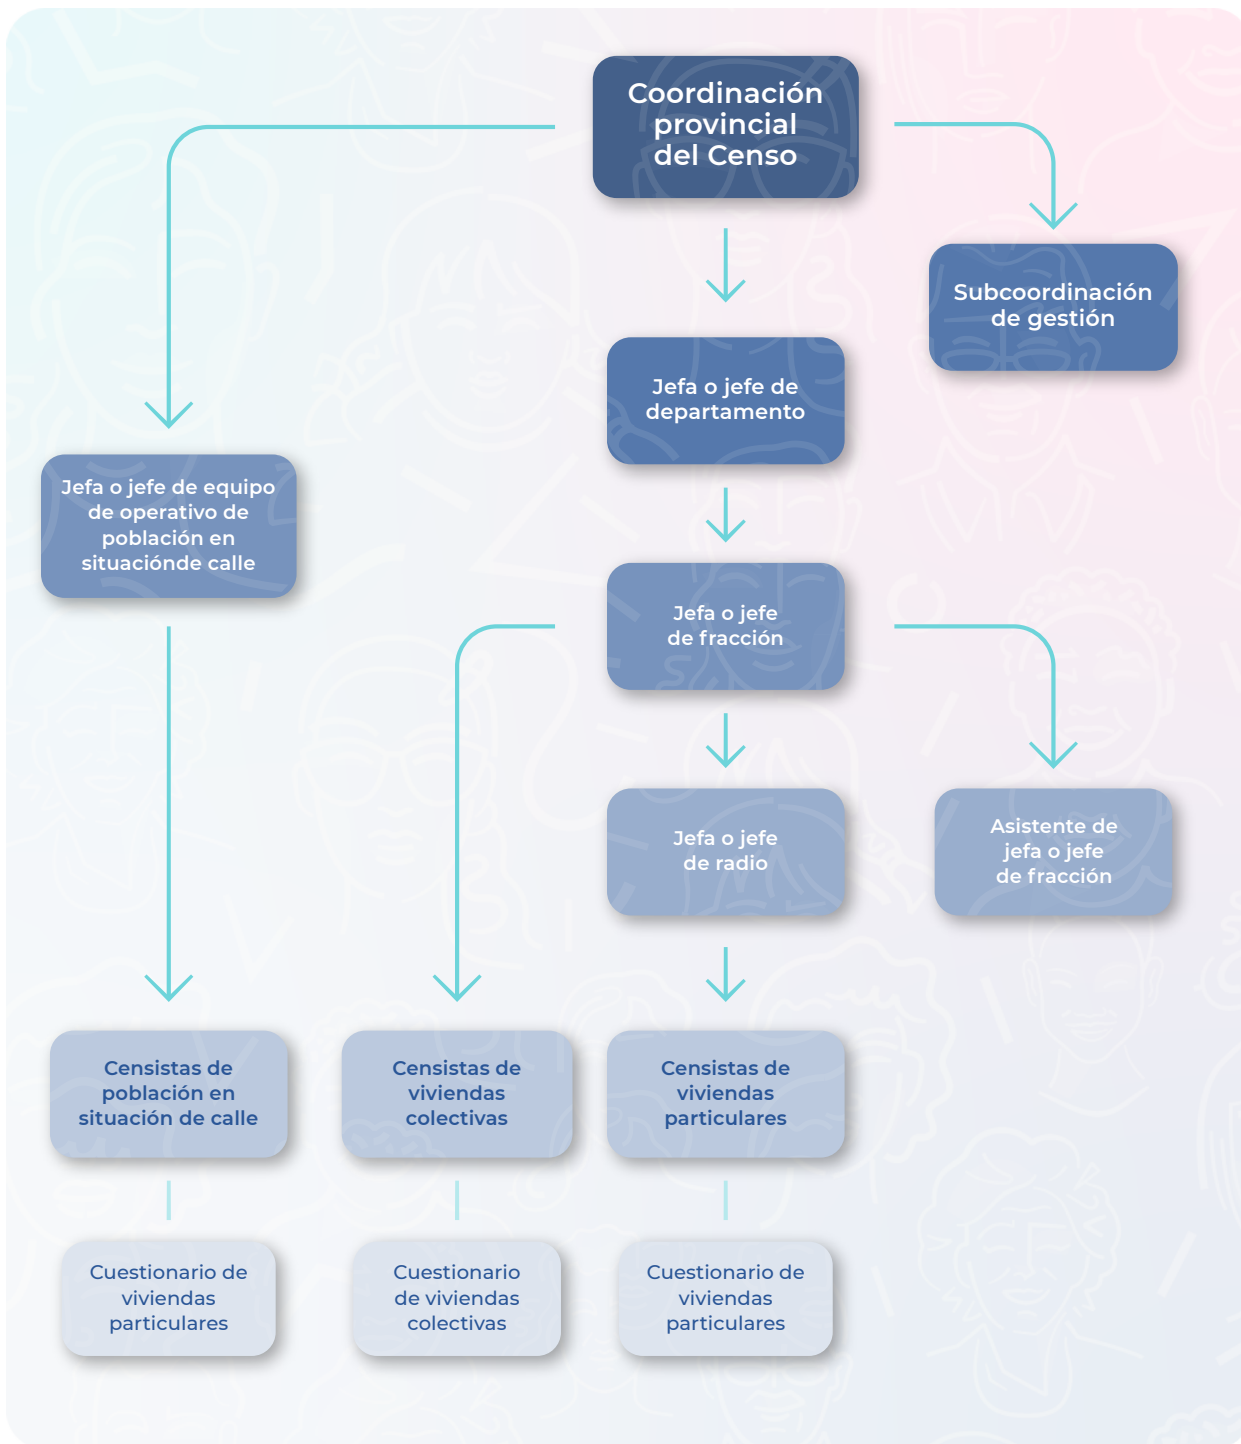 Coordinación
provincial
del Censo
Subcoordinación
de gestión
Jefa o jefe de
departamento
Jefa o jefe de equipo
de operativo de
población en
situaciónde calle
Jefa o jefe
de fracción
Jefa o jefe
de radio
Asistente de
jefa o jefe
de fracción
Censistas de
población en
situación de calle
Censistas de
viviendas
colectivas
Censistas de
viviendas
particulares
Cuestionario de
viviendas
particulares
Cuestionario
de viviendas
colectivas
Cuestionario de
viviendas
particulares